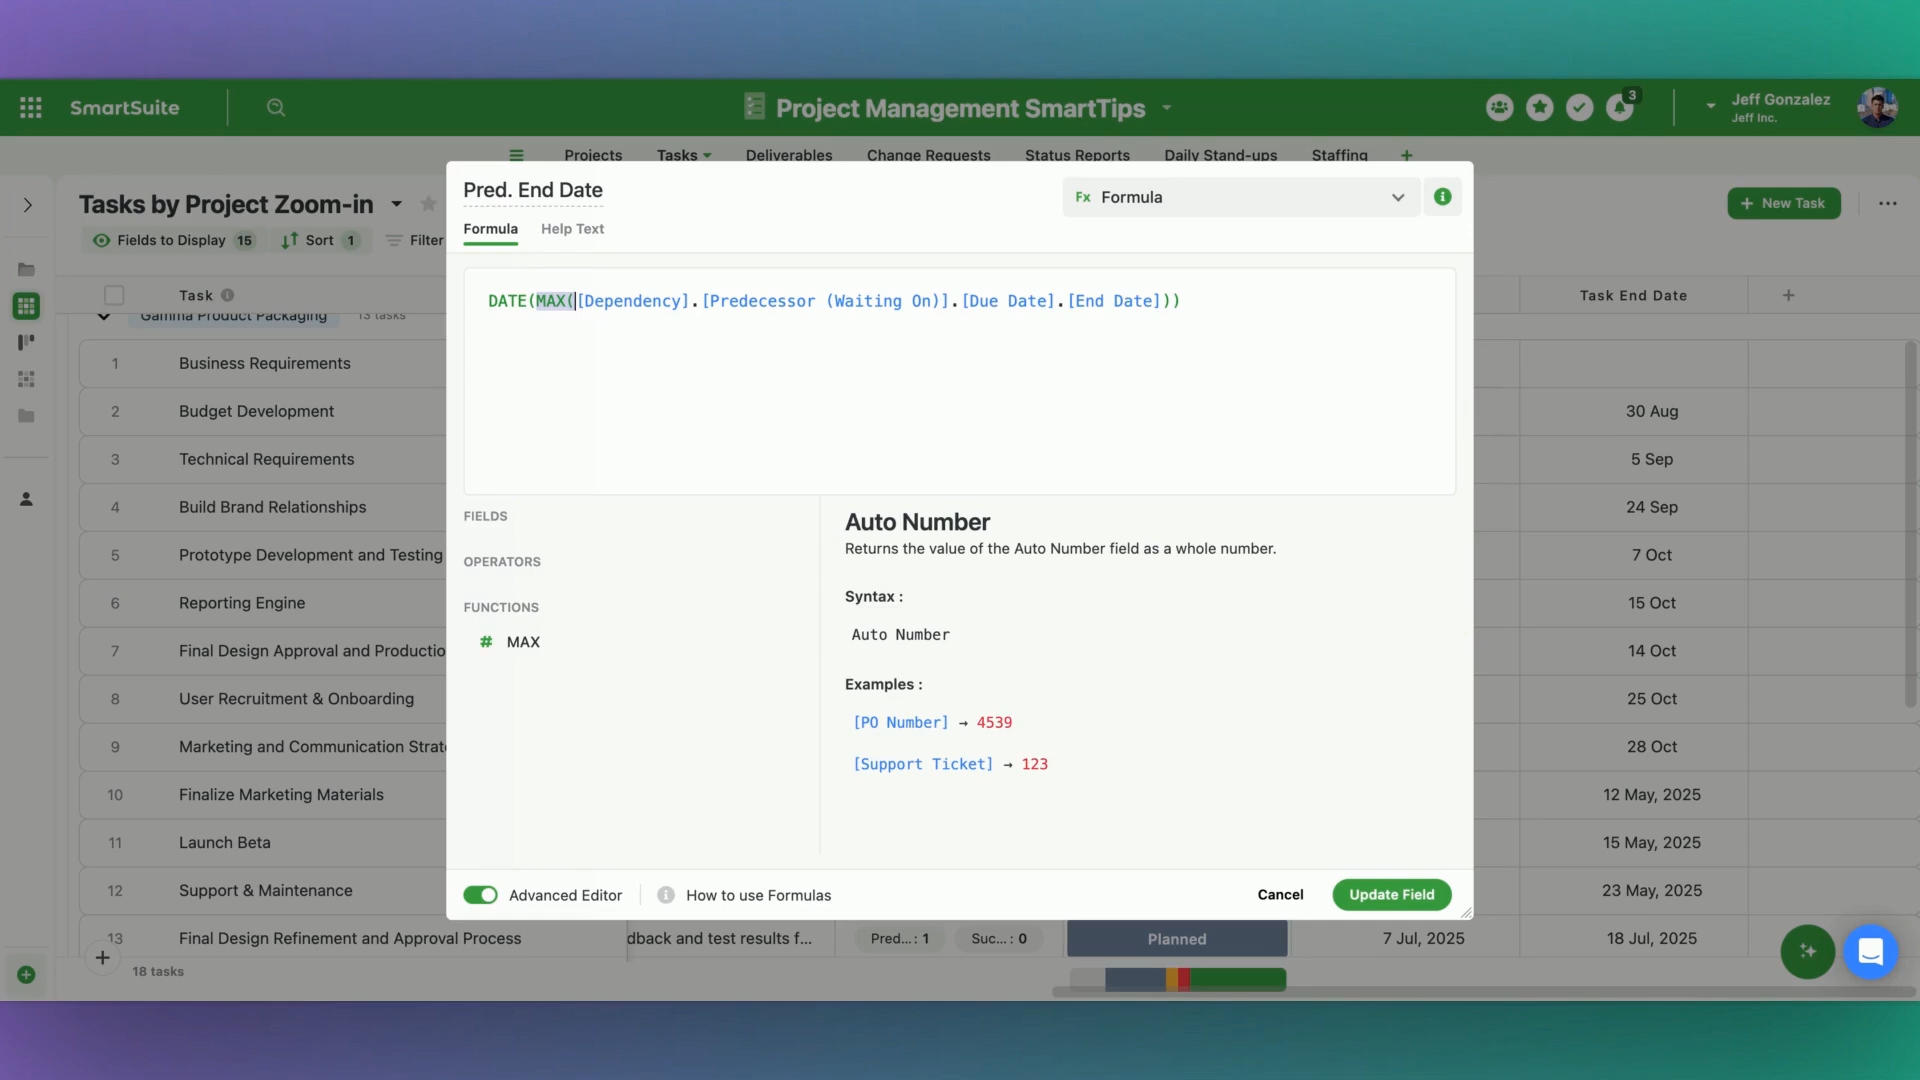 SmartSuite
Project Management SmartTips
3
Jeff Gonzalez
Jeff Inc.
Projects
Tasks
Deliverables
Change Requests
Status Reports
Daily Stand-ups
Staffing
Tasks by Project Zoom-in
New Task
Fields to Display 15
Sort 1
Filter
Pred. End Date
Fx Formula
Formula
Help Text
DATE(MAX([Dependency].[Predecessor (Waiting On)].[Due Date].[End Date]))
FIELDS
OPERATORS
FUNCTIONS
# MAX
Auto Number
Returns the value of the Auto Number field as a whole number.
Syntax :
Auto Number
Examples :
[PO Number] → 4539
[Support Ticket] → 123
Advanced Editor
How to use Formulas
Cancel
Update Field
Task
Task End Date
Gamma Product Packaging 13 tasks
1 Business Requirements
2 Budget Development 30 Aug
3 Technical Requirements 5 Sep
4 Build Brand Relationships 24 Sep
5 Prototype Development and Testing 7 Oct
6 Reporting Engine 15 Oct
7 Final Design Approval and Productio 14 Oct
8 User Recruitment & Onboarding 25 Oct
9 Marketing and Communication Strate 28 Oct
10 Finalize Marketing Materials 12 May, 2025
11 Launch Beta 15 May, 2025
12 Support & Maintenance 23 May, 2025
13 Final Design Refinement and Approval Process dback and test results f... Pred... : 1 Suc... : 0 Planned 7 Jul, 2025 18 Jul, 2025
18 tasks